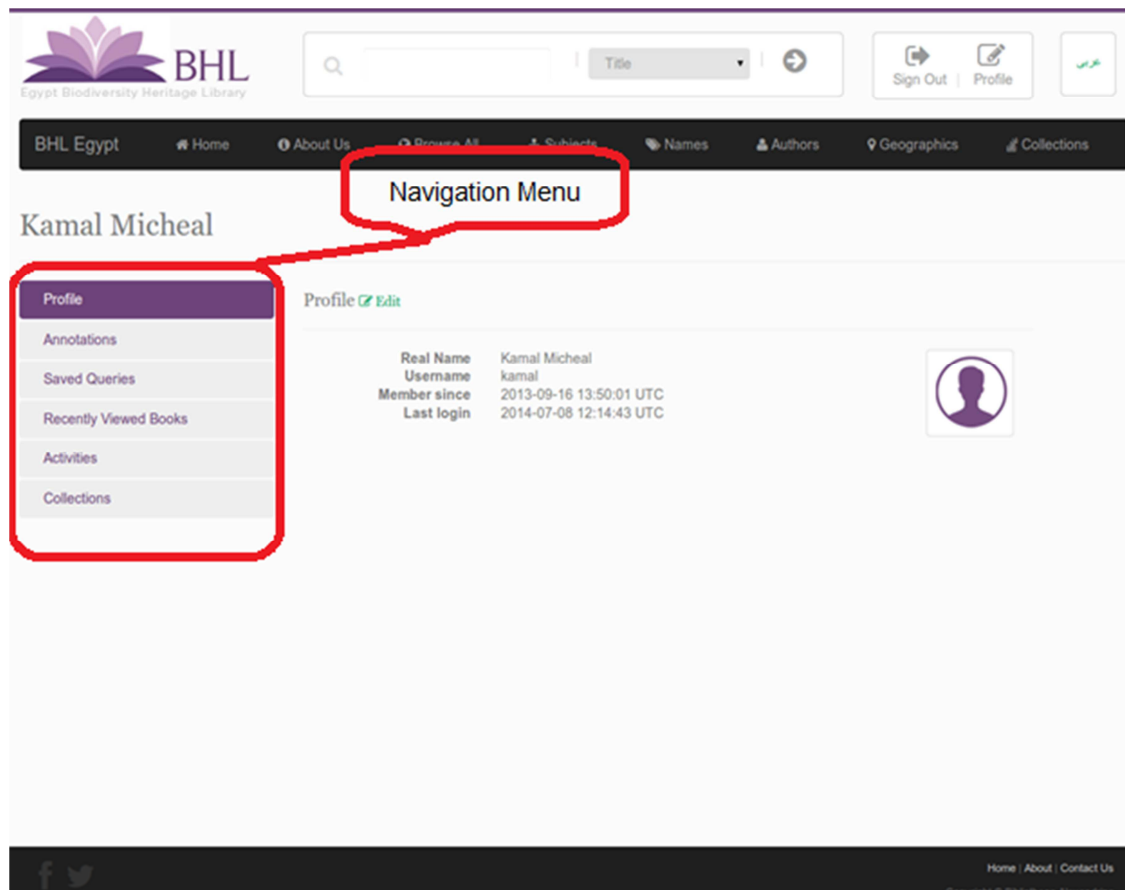 BHL
Egypt Biodiversity Heritage Library
Title
Sign Out | Profile
عربي
BHL Egypt Home About Us Browse All Subjects Names Authors Geographics Collections
Navigation Menu
Kamal Micheal
Profile
Annotations
Saved Queries
Recently Viewed Books
Activities
Collections
Profile Edit
Real Name Kamal Micheal
Username kamal
Member since 2013-09-16 13:50:01 UTC
Last login 2014-07-08 12:14:43 UTC
Home | About | Contact Us